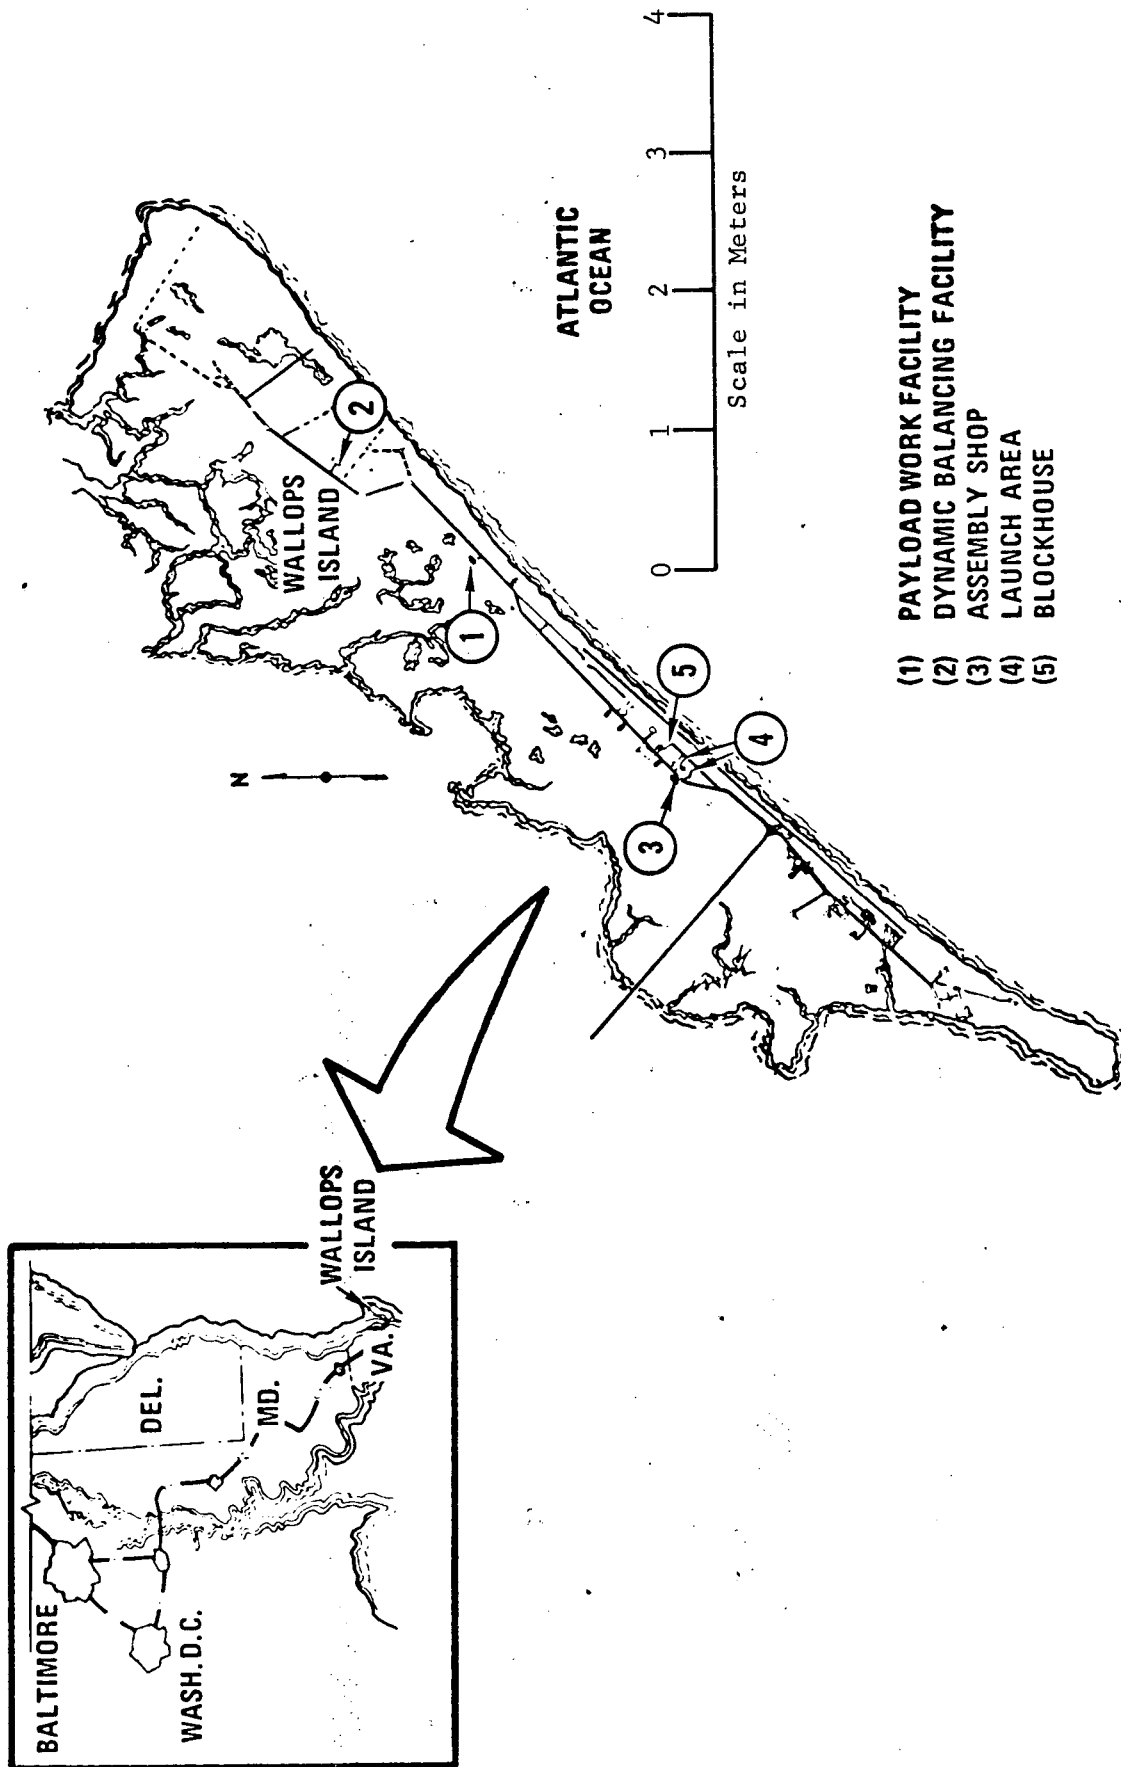 BALTIMORE
WASH. D.C.
DEL.
MD.
VA.
WALLOPS
ISLAND
N
WALLOPS
ISLAND
1
2
3
4
5
ATLANTIC
OCEAN
0 1 2 3 4
Scale in Meters
(1) PAYLOAD WORK FACILITY
(2) DYNAMIC BALANCING FACILITY
(3) ASSEMBLY SHOP
(4) LAUNCH AREA
(5) BLOCKHOUSE